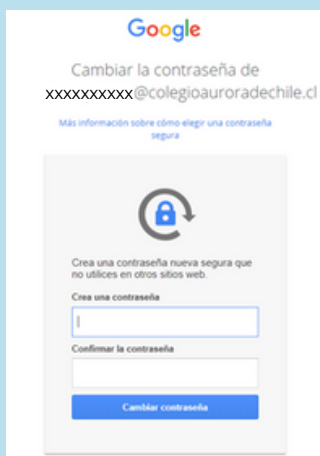 Google
Cambiar la contraseña de
xxxxxxxxxx@colegioauroradechile.cl
Más información sobre cómo elegir una contraseña
segura
Crea una contraseña nueva segura que
no utilices en otros sitios web.
Crea una contraseña
Confirmar la contraseña
Cambiar contraseña